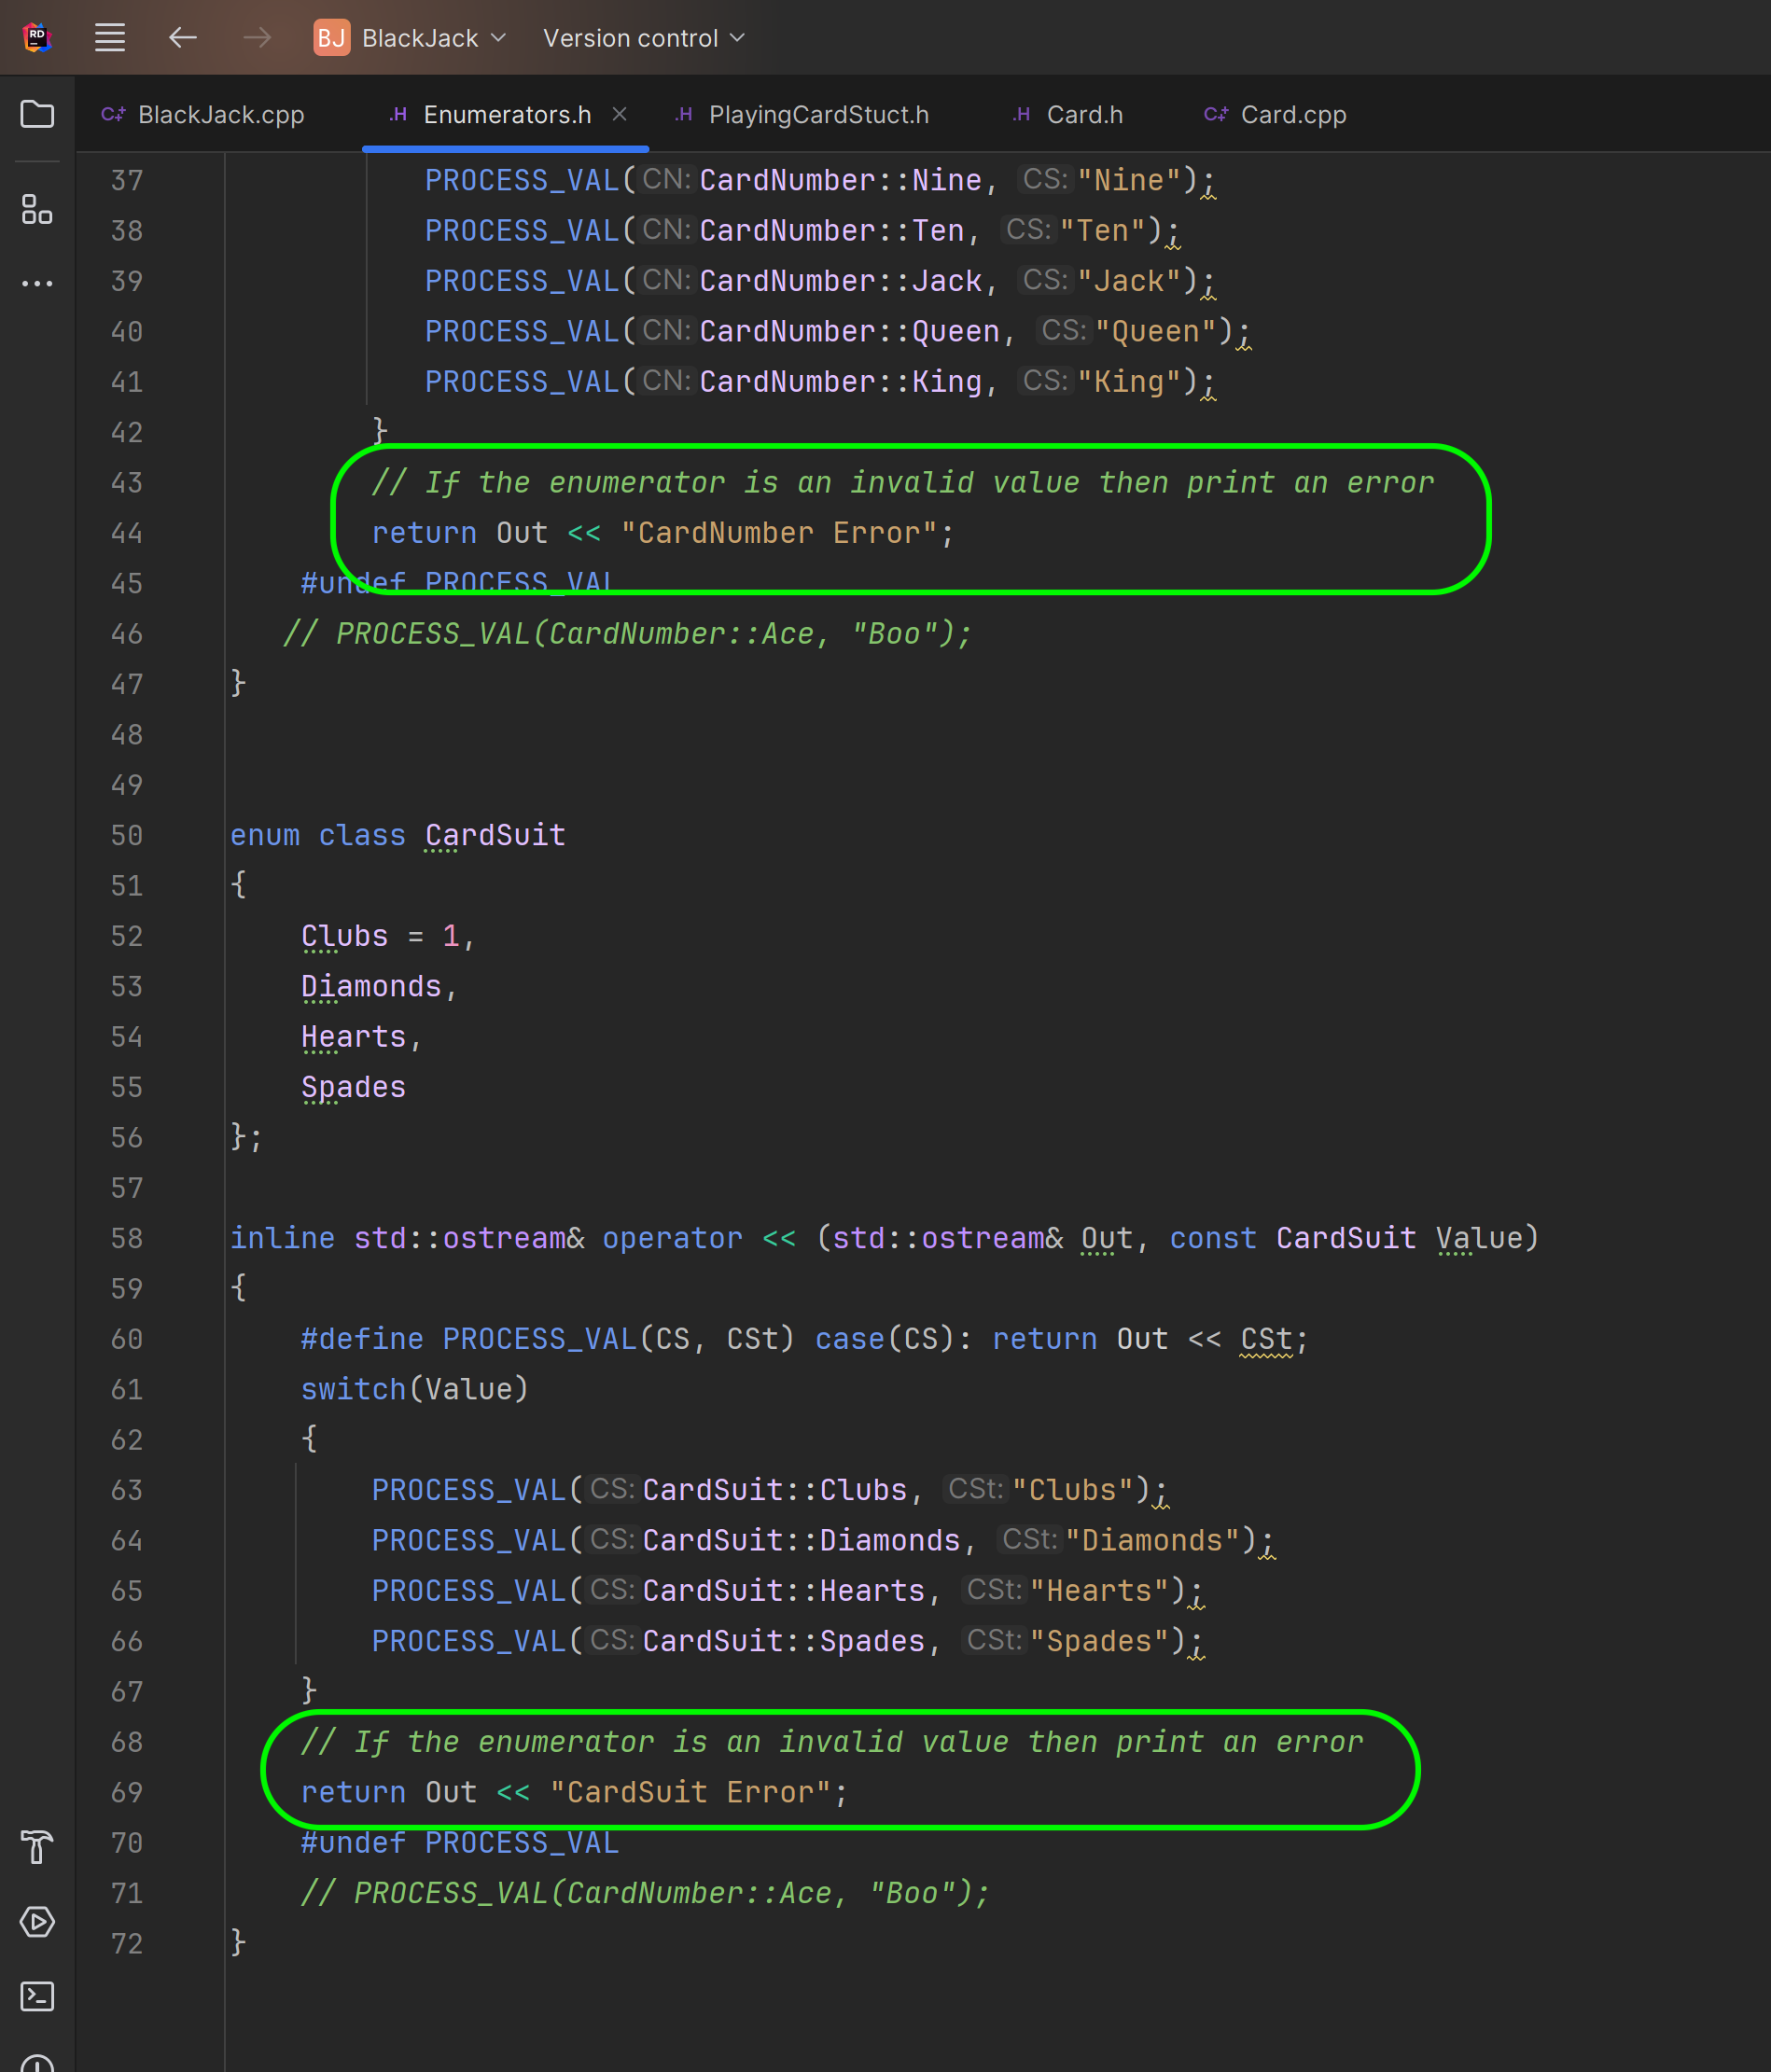 RD
BJ BlackJack Version control
C+ BlackJack.cpp .H Enumerators.h .H PlayingCardStuct.h .H Card.h C+ Card.cpp
37 PROCESS_VAL( CN: CardNumber::Nine, CS: "Nine");
38 PROCESS_VAL( CN: CardNumber::Ten, CS: "Ten");
39 PROCESS_VAL( CN: CardNumber::Jack, CS: "Jack");
40 PROCESS_VAL( CN: CardNumber::Queen, CS: "Queen");
41 PROCESS_VAL( CN: CardNumber::King, CS: "King");
42 }
43 // If the enumerator is an invalid value then print an error
44 return Out << "CardNumber Error";
45 #undef PROCESS_VAL
46 // PROCESS_VAL(CardNumber::Ace, "Boo");
47 }
48
49
50 enum class CardSuit
51 {
52 Clubs = 1,
53 Diamonds,
54 Hearts,
55 Spades
56 };
57
58 inline std::ostream& operator << (std::ostream& Out, const CardSuit Value)
59 {
60 #define PROCESS_VAL(CS, CSt) case(CS): return Out << CSt;
61 switch(Value)
62 {
63 PROCESS_VAL( CS: CardSuit::Clubs, CSt: "Clubs");
64 PROCESS_VAL( CS: CardSuit::Diamonds, CSt: "Diamonds");
65 PROCESS_VAL( CS: CardSuit::Hearts, CSt: "Hearts");
66 PROCESS_VAL( CS: CardSuit::Spades, CSt: "Spades");
67 }
68 // If the enumerator is an invalid value then print an error
69 return Out << "CardSuit Error";
70 #undef PROCESS_VAL
71 // PROCESS_VAL(CardNumber::Ace, "Boo");
72 }